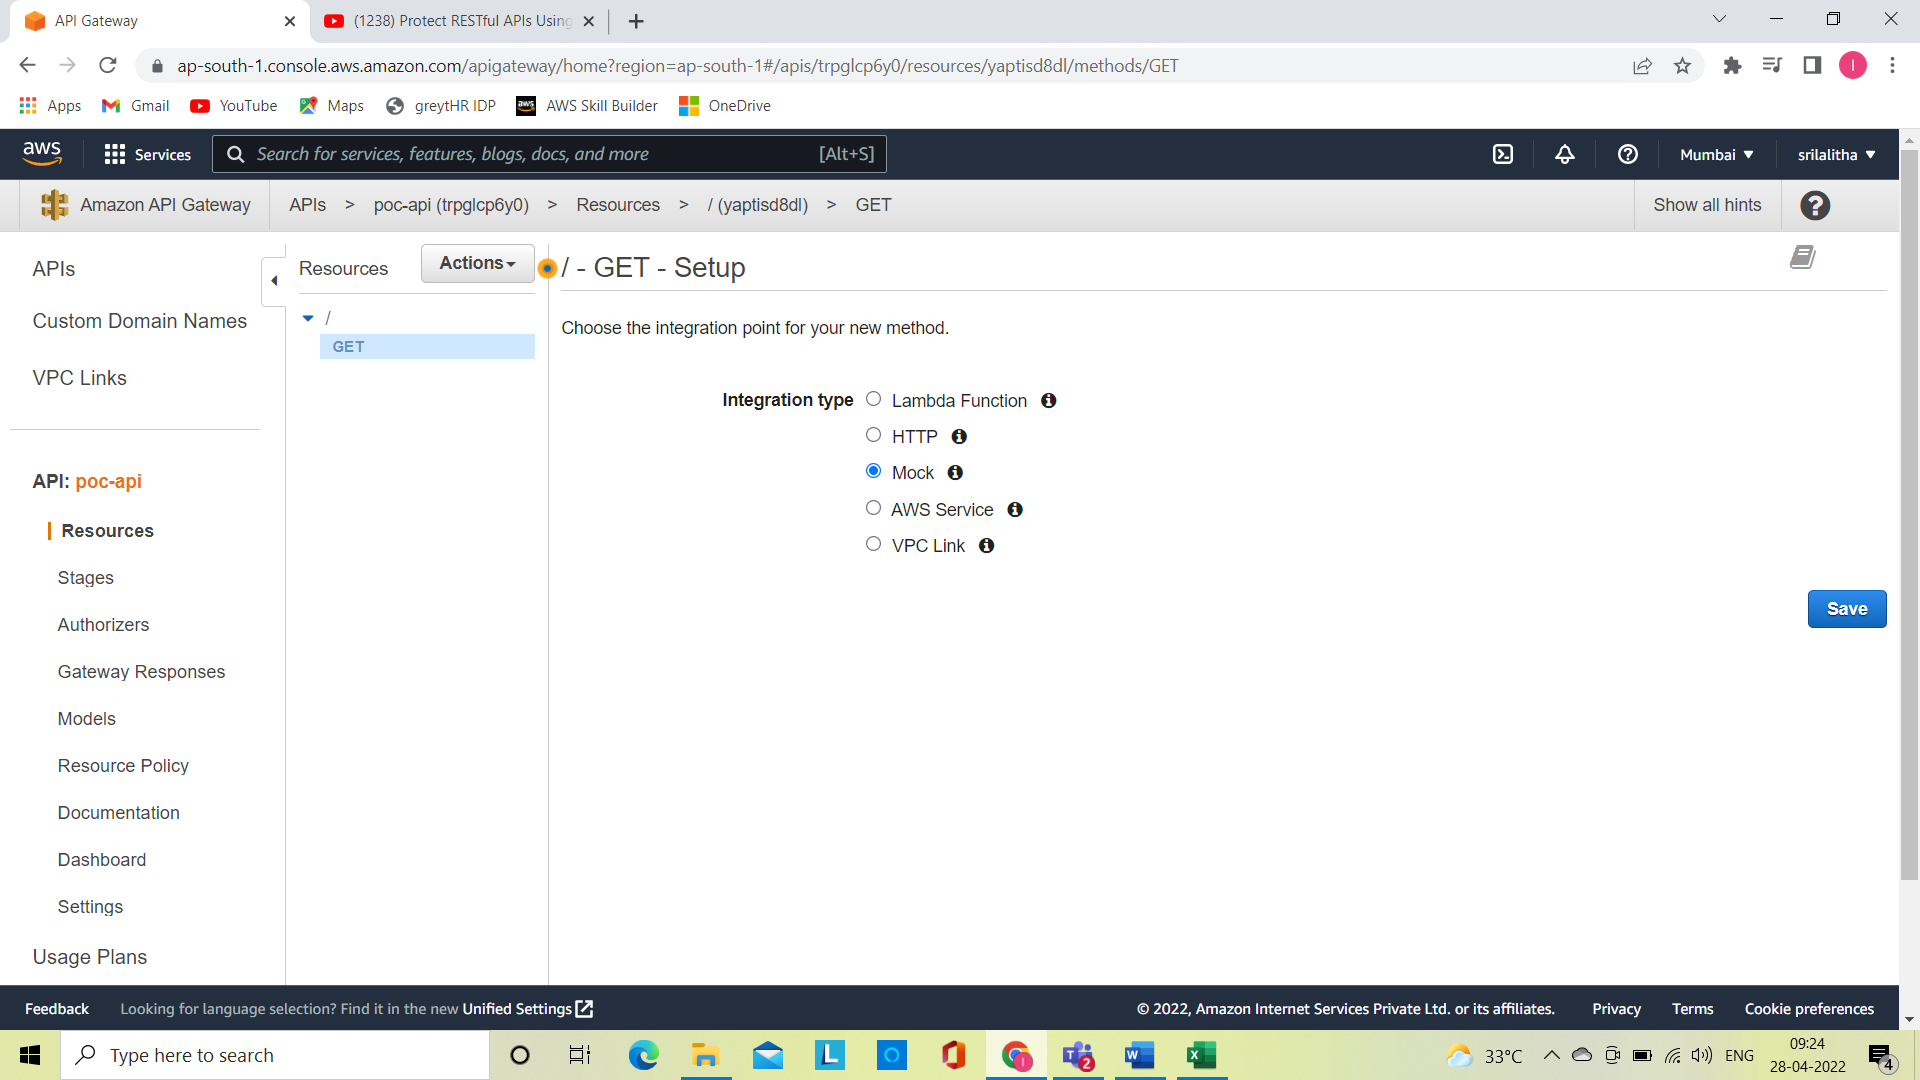 API Gateway
(1238) Protect RESTful APIs Using
ap-south-1.console.aws.amazon.com/apigateway/home?region=ap-south-1#/apis/trpglcp6y0/resources/yaptisd8dl/methods/GET
I
Apps Gmail YouTube Maps greytHR IDP aws AWS Skill Builder OneDrive
aws Services Search for services, features, blogs, docs, and more [Alt+S] Mumbai ▼ srilalitha ▼
Amazon API Gateway APIs > poc-api (trpglcp6y0) > Resources > / (yaptisd8dl) > GET Show all hints ?
APIs
Custom Domain Names
VPC Links
API: poc-api
Resources
Stages
Authorizers
Gateway Responses
Models
Resource Policy
Documentation
Dashboard
Settings
Usage Plans
Resources Actions
/
GET
/ - GET - Setup
Choose the integration point for your new method.
Integration type Lambda Function
HTTP
Mock
AWS Service
VPC Link
Save
Feedback Looking for language selection? Find it in the new Unified Settings © 2022, Amazon Internet Services Private Ltd. or its affiliates. Privacy Terms Cookie preferences
Type here to search L 2 W X 33°C ENG 09:24
28-04-2022 4